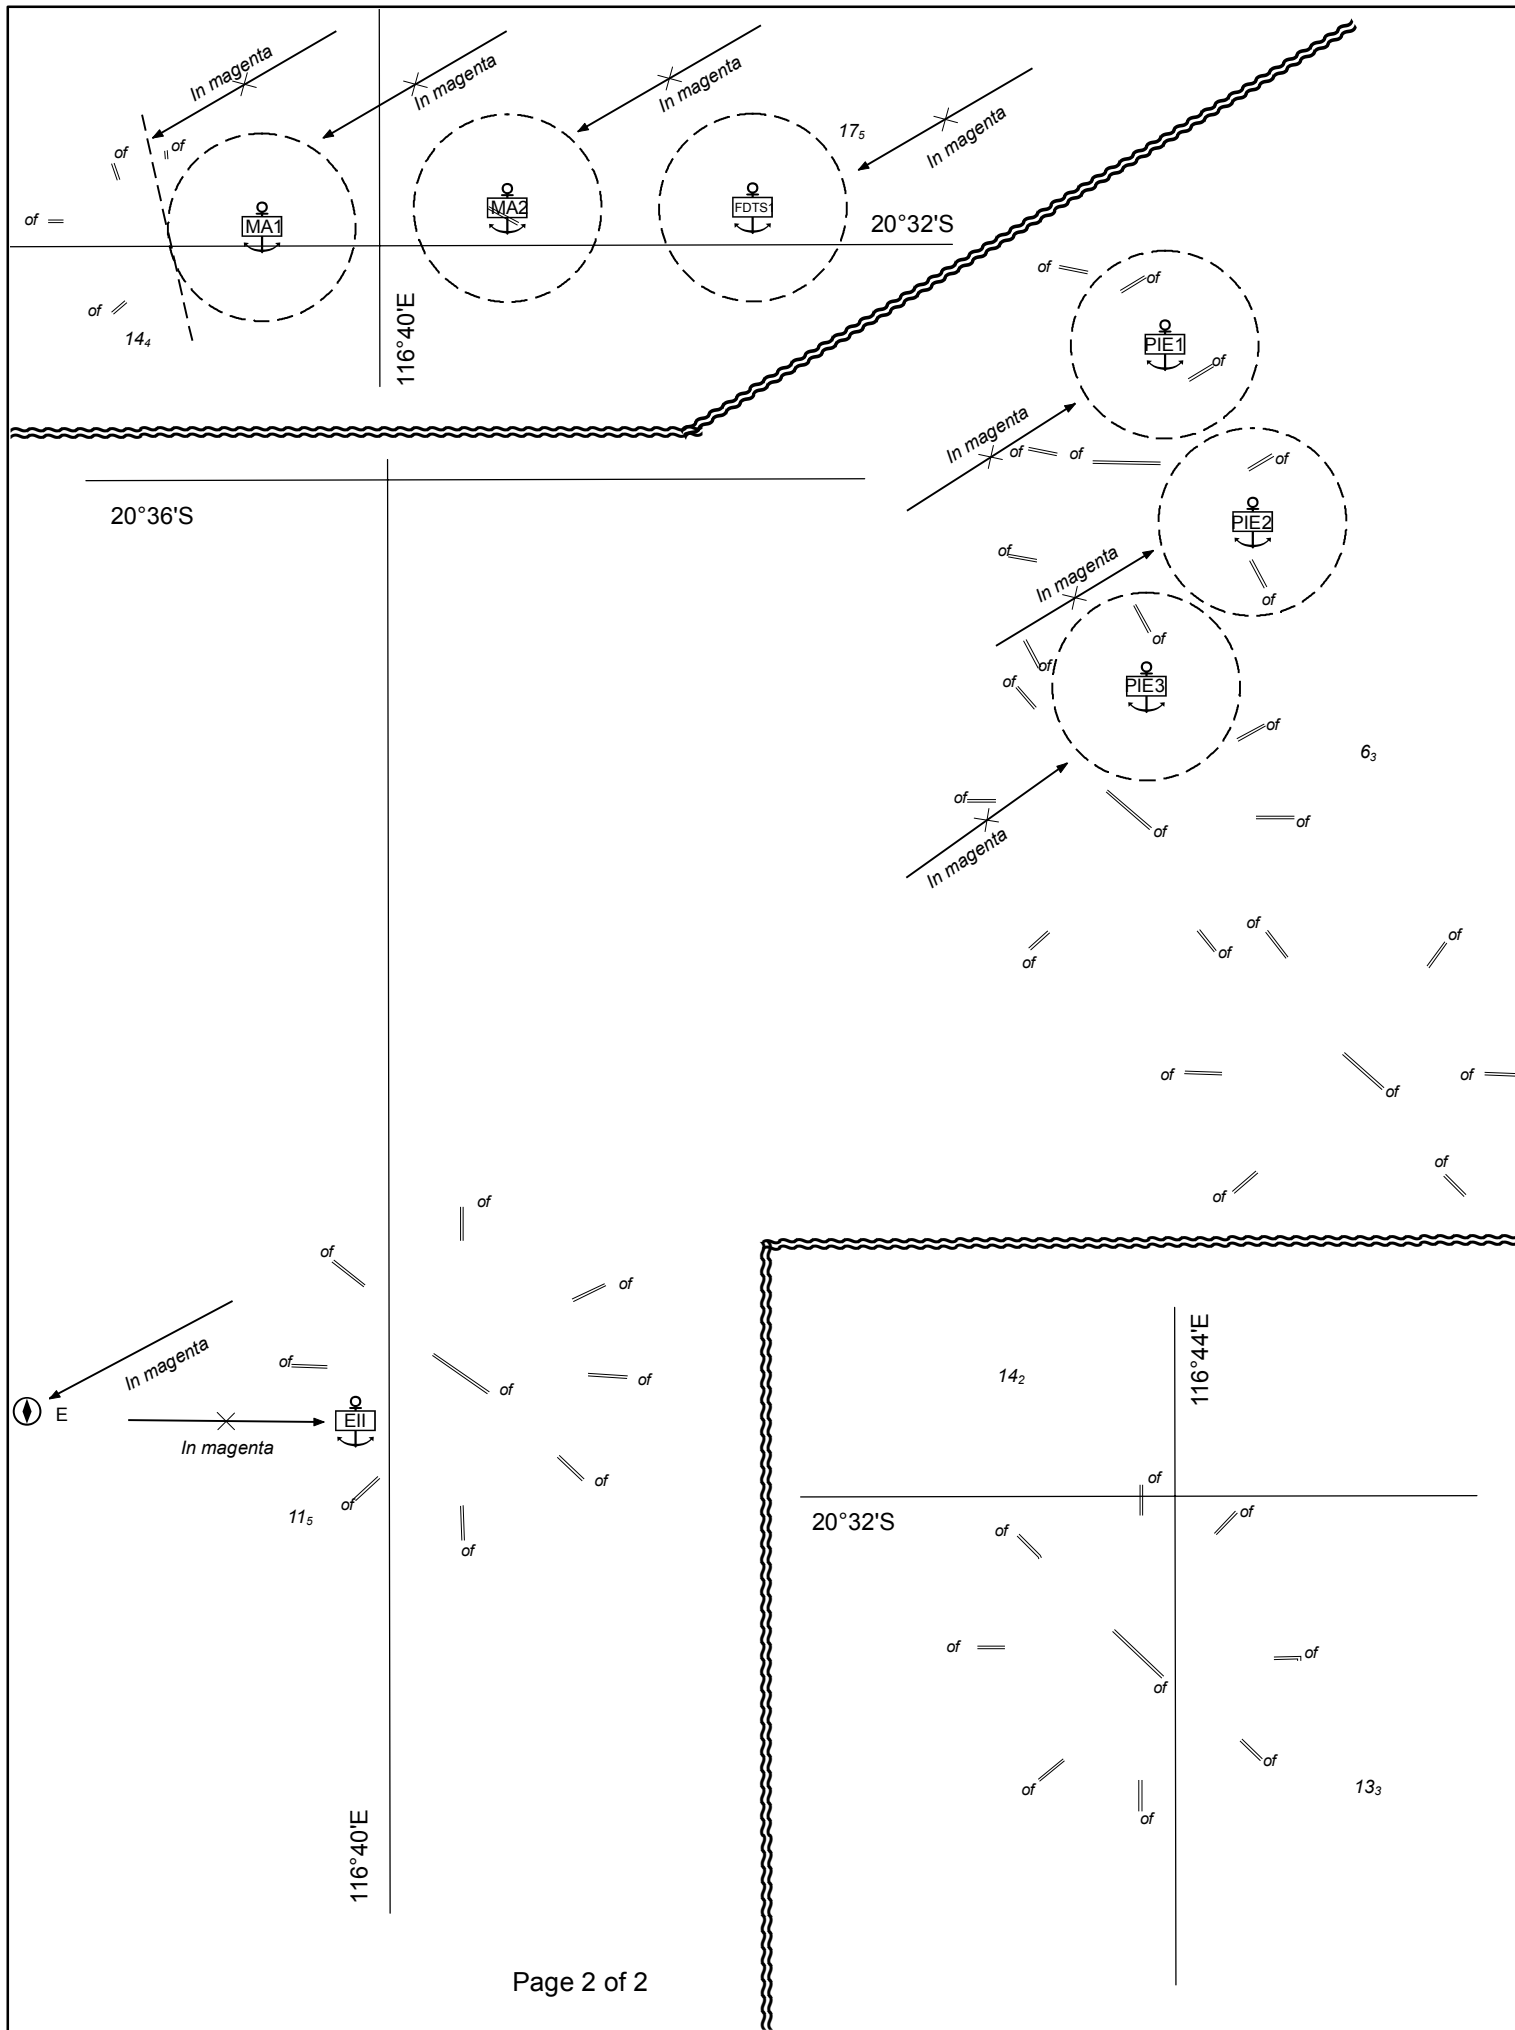 In magenta
In magenta
In magenta
In magenta
17₅
of
of
of
MA1
MA2
FDTS1
20°32'S
of
14₄
116°40'E
of
of
PIE1
of
In magenta
of
of
of
20°36'S
PIE2
of
In magenta
of
of
of
of
PIE3
of
6₃
of
of
of
In magenta
of
of
of
of
of
of
of
of
of
of
of
of
of
In magenta
of
of
of
E
EII
In magenta
of
11₅
of
of
116°40'E
14₂
116°44'E
of
20°32'S
of
of
of
of
of
of
of
of
13₃
Page 2 of 2